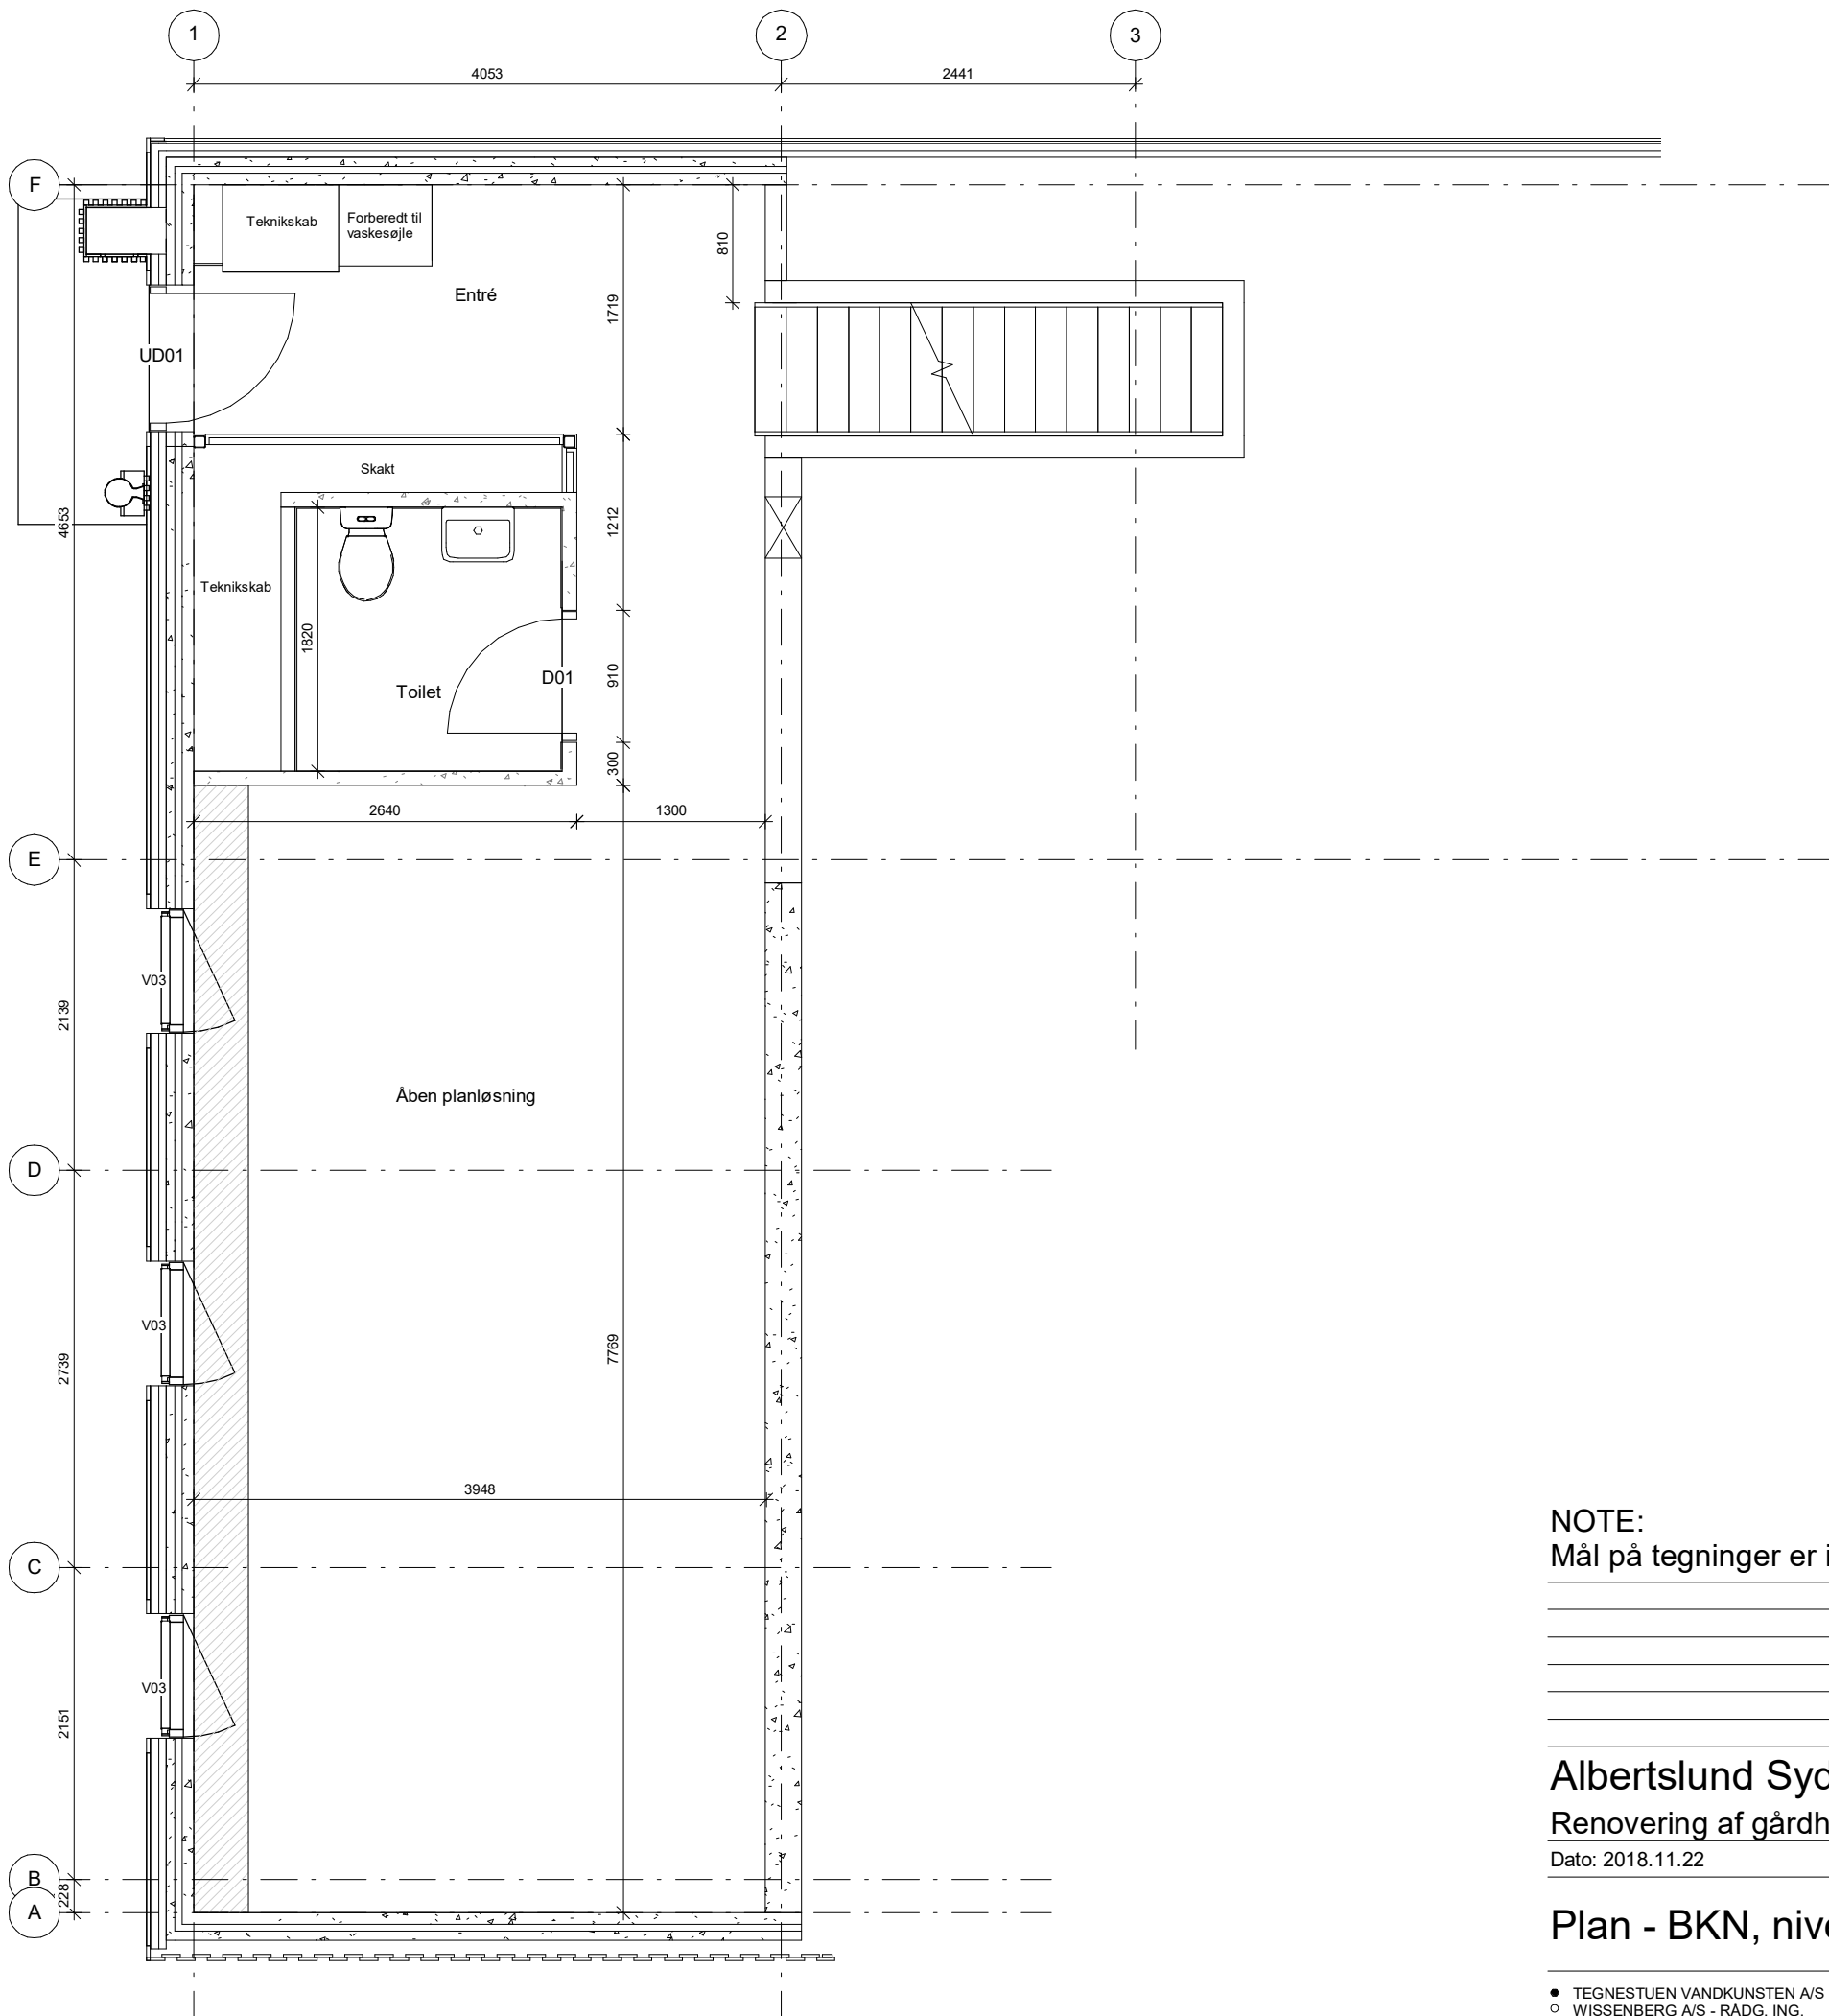 1
2
3
4053
2441
F
Teknikskab
Forberedt til
vaskesøjle
810
Entré
1719
UD01
Skakt
4653
1212
Teknikskab
1820
910
D01
Toilet
300
2640
1300
E
V03
2139
Åben planløsning
D
V03
7769
2739
3948
NOTE:
C
Mål på tegninger er i
V03
2151
Albertslund Syd
Renovering af gårdh
Dato: 2018.11.22
B
228
A
Plan - BKN, nive
TEGNESTUEN VANDKUNSTEN A/S
WISSENBERG A/S - RÅDG. ING.